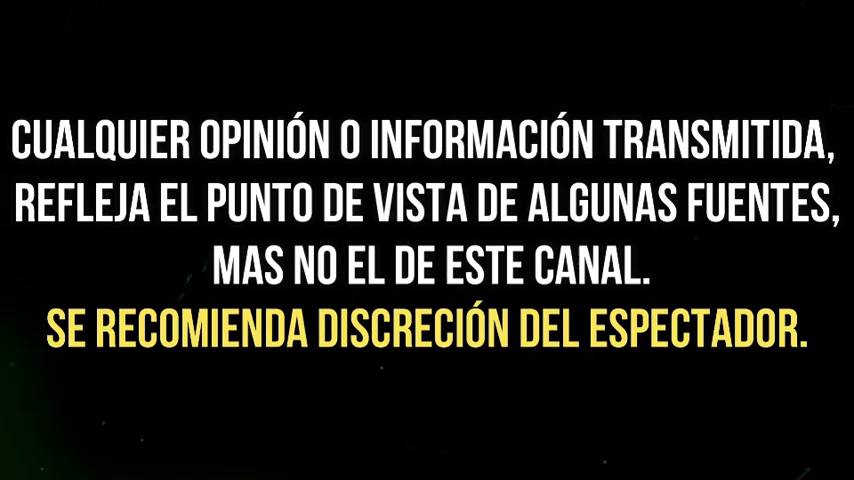 CUALQUIER OPINIÓN O INFORMACIÓN TRANSMITIDA,
REFLEJA EL PUNTO DE VISTA DE ALGUNAS FUENTES,
MAS NO EL DE ESTE CANAL.
SE RECOMIENDA DISCRECIÓN DEL ESPECTADOR.